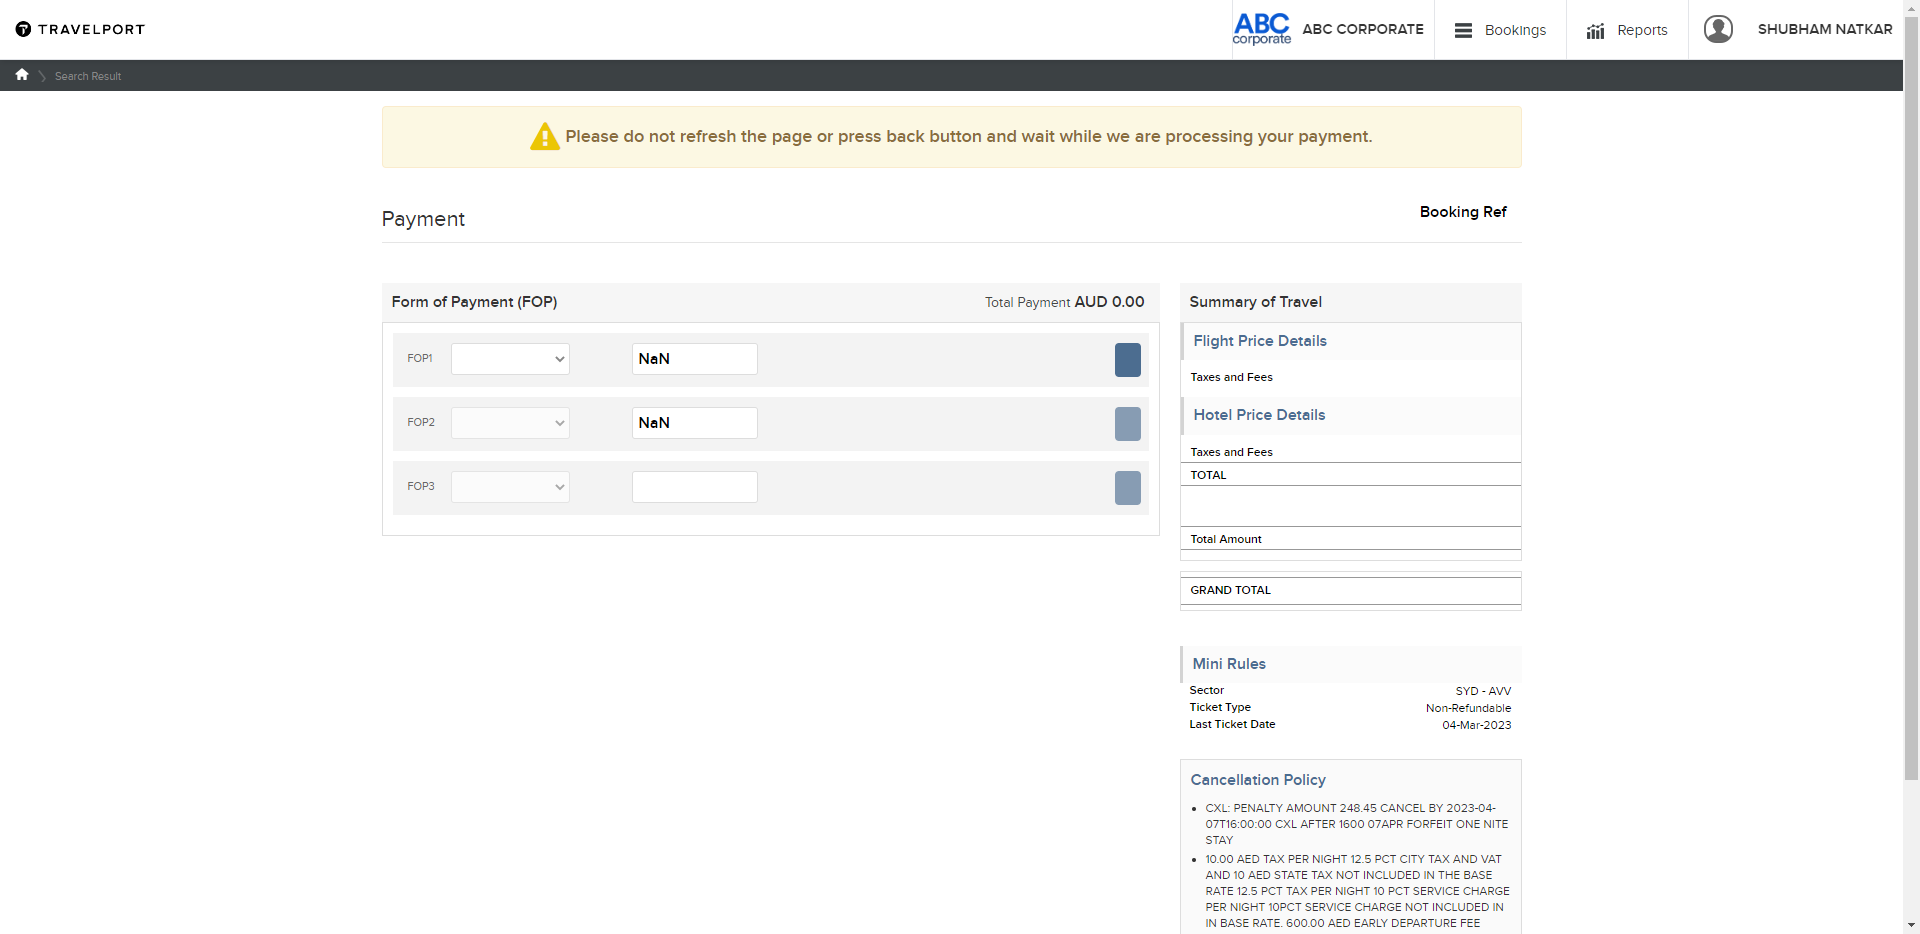 TRAVELPORT
ABC
corporate
ABC CORPORATE
Bookings
Reports
SHUBHAM NATKAR
Search Result
Please do not refresh the page or press back button and wait while we are processing your payment.
Payment
Booking Ref
Form of Payment (FOP)
Total Payment AUD 0.00
FOP1
NaN
FOP2
NaN
FOP3
Summary of Travel
Flight Price Details
Taxes and Fees
Hotel Price Details
Taxes and Fees
TOTAL
Total Amount
GRAND TOTAL
Mini Rules
Sector SYD - AVV
Ticket Type Non-Refundable
Last Ticket Date 04-Mar-2023
Cancellation Policy
CXL: PENALTY AMOUNT 248.45 CANCEL BY 2023-04-
07T16:00:00 CXL AFTER 1600 07APR FORFEIT ONE NITE
STAY
10.00 AED TAX PER NIGHT 12.5 PCT CITY TAX AND VAT
AND 10 AED STATE TAX NOT INCLUDED IN THE BASE
RATE 12.5 PCT TAX PER NIGHT 10 PCT SERVICE CHARGE
PER NIGHT 10PCT SERVICE CHARGE NOT INCLUDED IN
IN BASE RATE. 600.00 AED EARLY DEPARTURE FEE